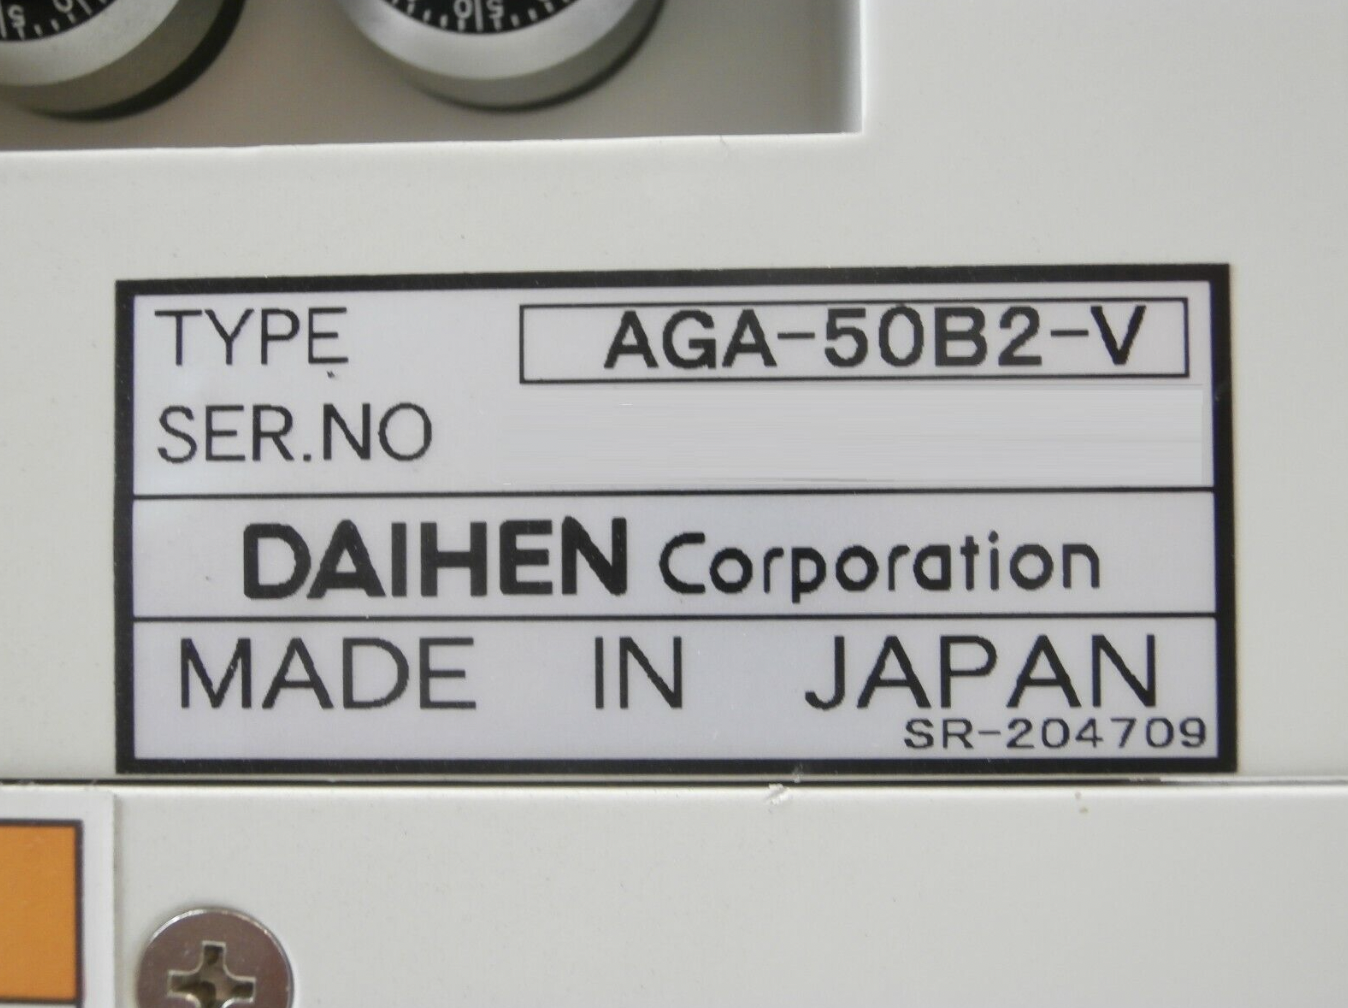 TYPE AGA-50B2-V
SER.NO
DAIHEN Corporation
MADE IN JAPAN
SR-204709